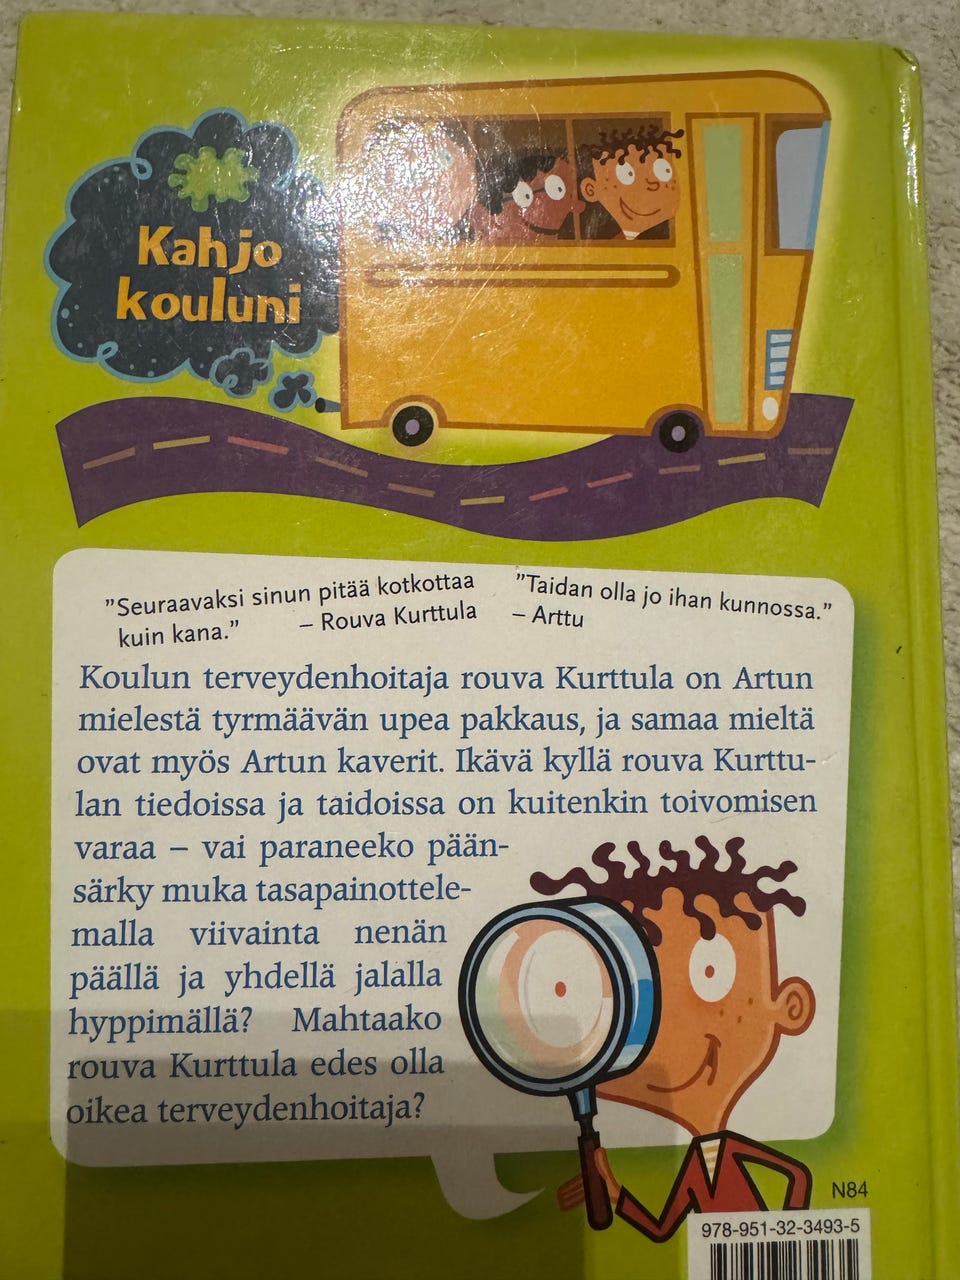 Kahjo
kouluni
”Seuraavaksi sinun pitää kotkottaa
kuin kana.” – Rouva Kurttula
”Taidan olla jo ihan kunnossa.”
– Arttu
Koulun terveydenhoitaja rouva Kurttula on Artun
mielestä tyrmäävän upea pakkaus, ja samaa mieltä
ovat myös Artun kaverit. Ikävä kyllä rouva Kurttu-
lan tiedoissa ja taidoissa on kuitenkin toivomisen
varaa – vai paraneeko pään-
särky muka tasapainottele-
malla viivainta nenän
päällä ja yhdellä jalalla
hyppimällä? Mahtaako
rouva Kurttula edes olla
oikea terveydenhoitaja?
N84
978-951-32-3493-5